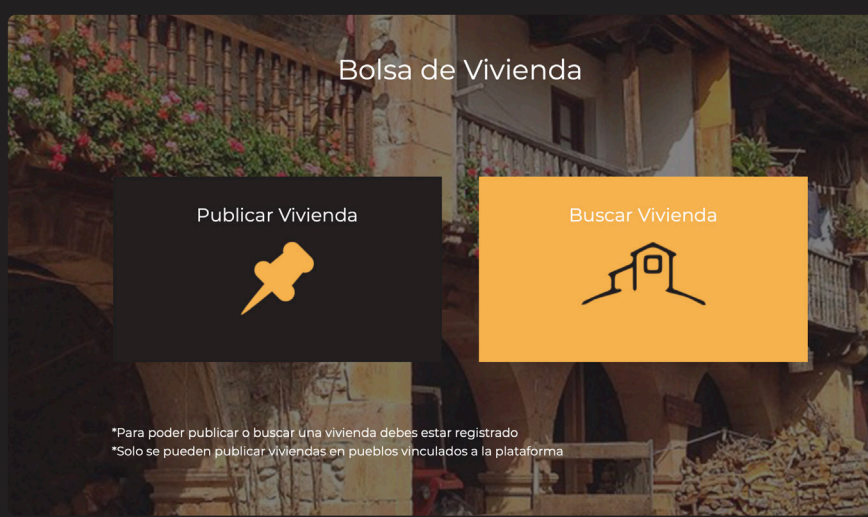 Bolsa de Vivienda
Publicar Vivienda
Buscar Vivienda
*Para poder publicar o buscar una vivienda debes estar registrado
*Solo se pueden publicar viviendas en pueblos vinculados a la plataforma